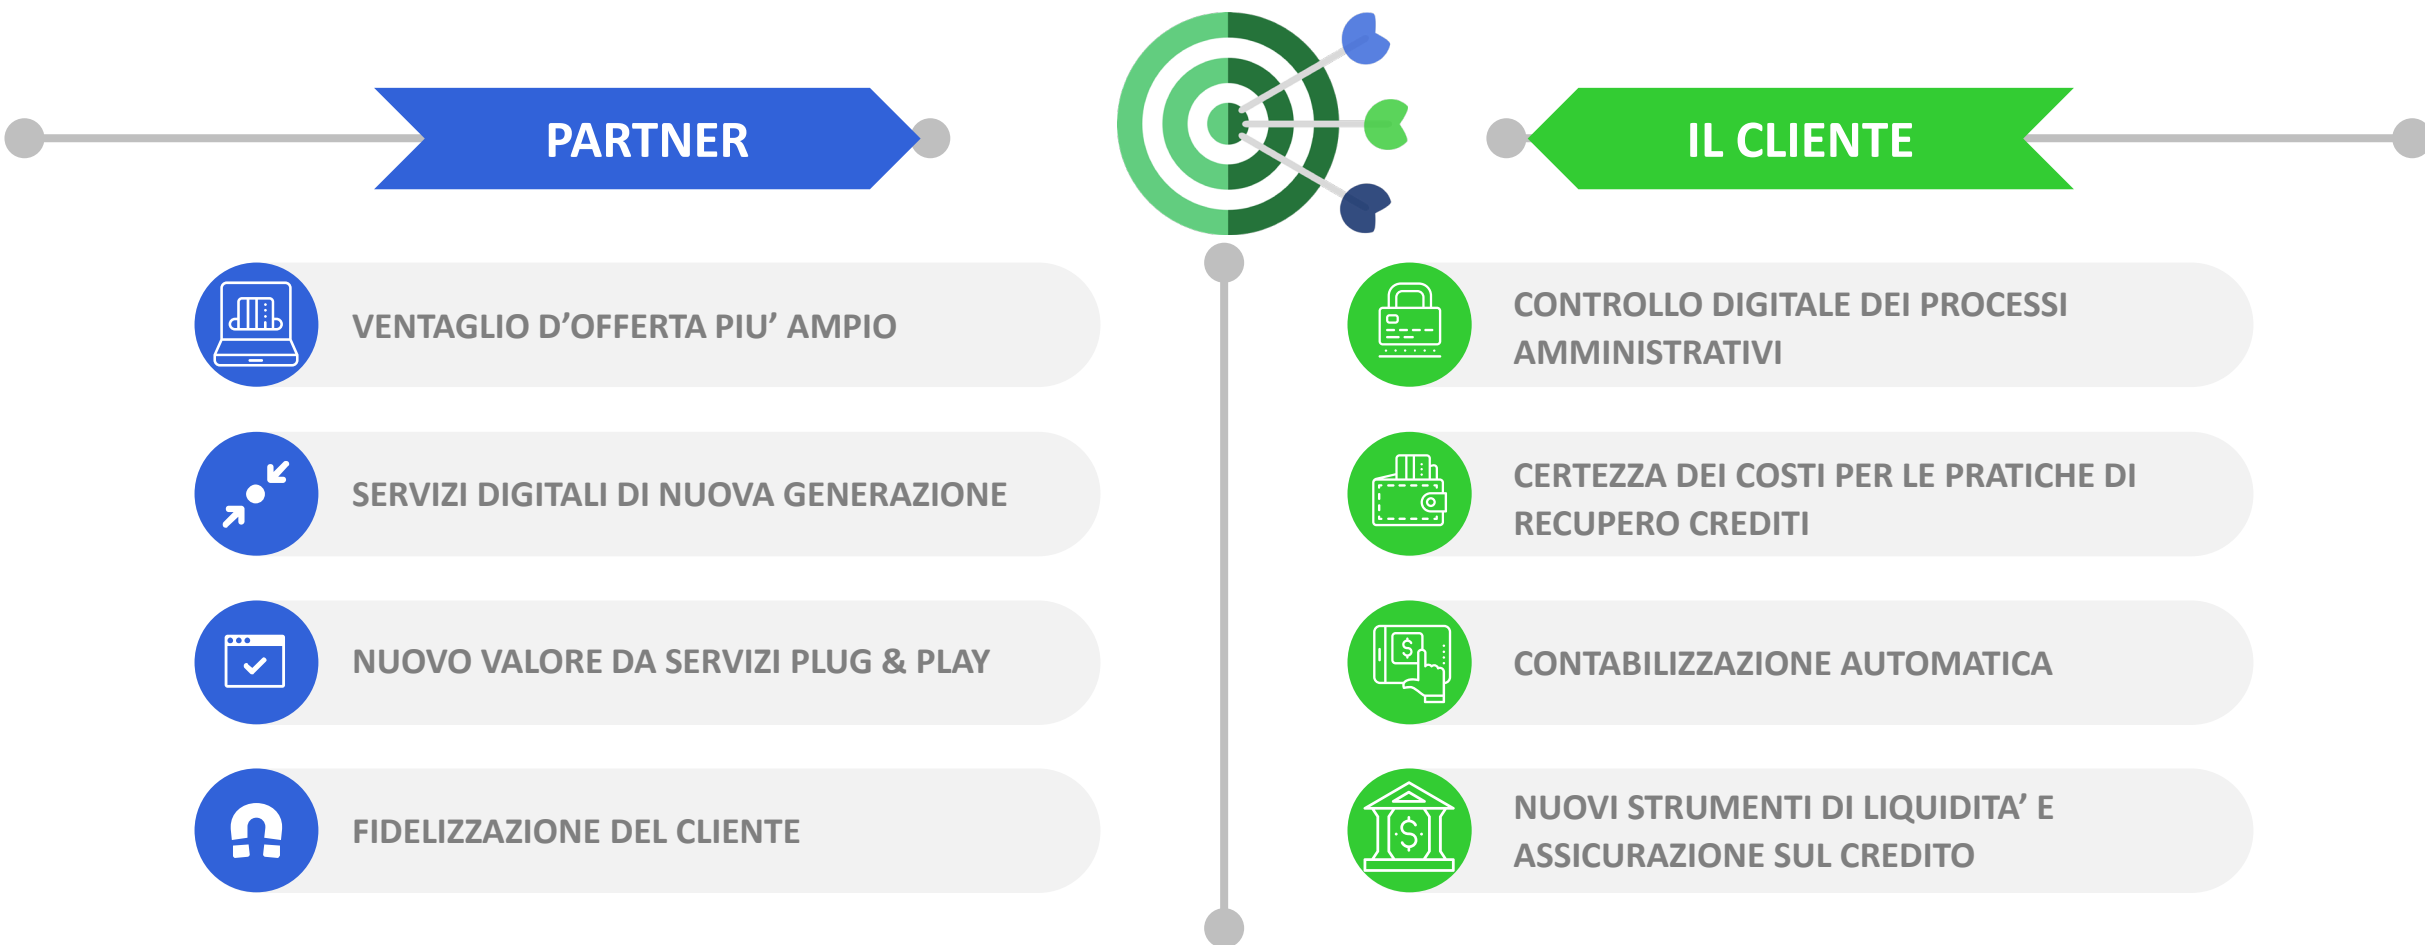 PARTNER
VENTAGLIO D’OFFERTA PIU’ AMPIO
SERVIZI DIGITALI DI NUOVA GENERAZIONE
NUOVO VALORE DA SERVIZI PLUG & PLAY
FIDELIZZAZIONE DEL CLIENTE
IL CLIENTE
CONTROLLO DIGITALE DEI PROCESSI
AMMINISTRATIVI
CERTEZZA DEI COSTI PER LE PRATICHE DI
RECUPERO CREDITI
CONTABILIZZAZIONE AUTOMATICA
NUOVI STRUMENTI DI LIQUIDITA’ E
ASSICURAZIONE SUL CREDITO